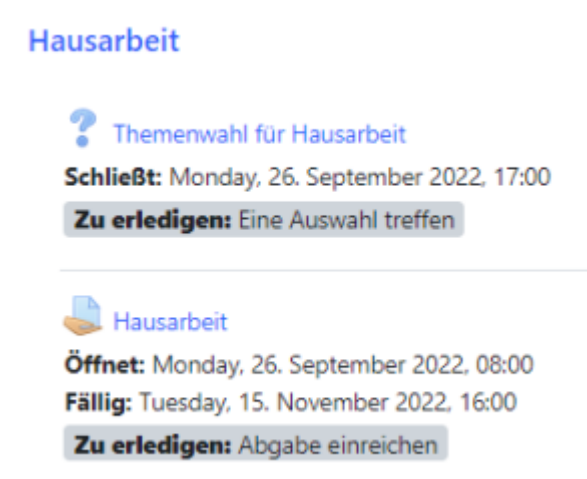 Hausarbeit
Themenwahl für Hausarbeit
Schließt: Monday, 26. September 2022, 17:00
Zu erledigen: Eine Auswahl treffen
Hausarbeit
Öffnet: Monday, 26. September 2022, 08:00
Fällig: Tuesday, 15. November 2022, 16:00
Zu erledigen: Abgabe einreichen